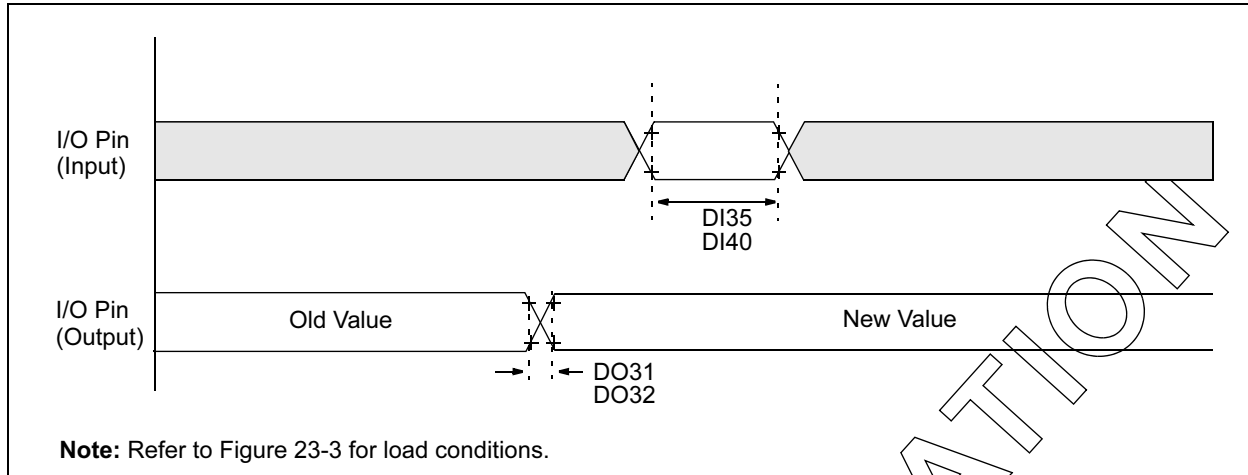 I/O Pin
(Input)
DI35
DI40
I/O Pin
(Output)
Old Value
New Value
DO31
DO32
Note: Refer to Figure 23-3 for load conditions.
ATION